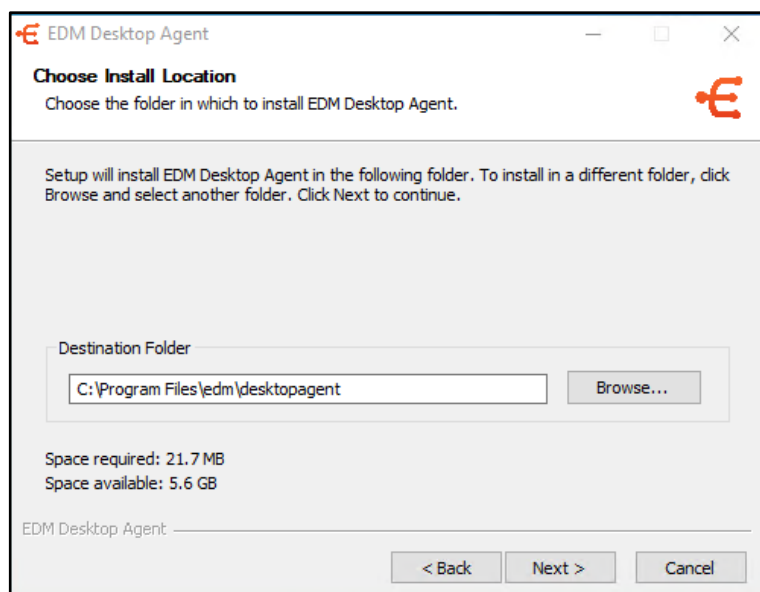 EDM Desktop Agent
Choose Install Location
Choose the folder in which to install EDM Desktop Agent.
Setup will install EDM Desktop Agent in the following folder. To install in a different folder, click
Browse and select another folder. Click Next to continue.
Destination Folder
C:\Program Files\edm\desktopagent
Browse...
Space required: 21.7 MB
Space available: 5.6 GB
EDM Desktop Agent
< Back
Next >
Cancel